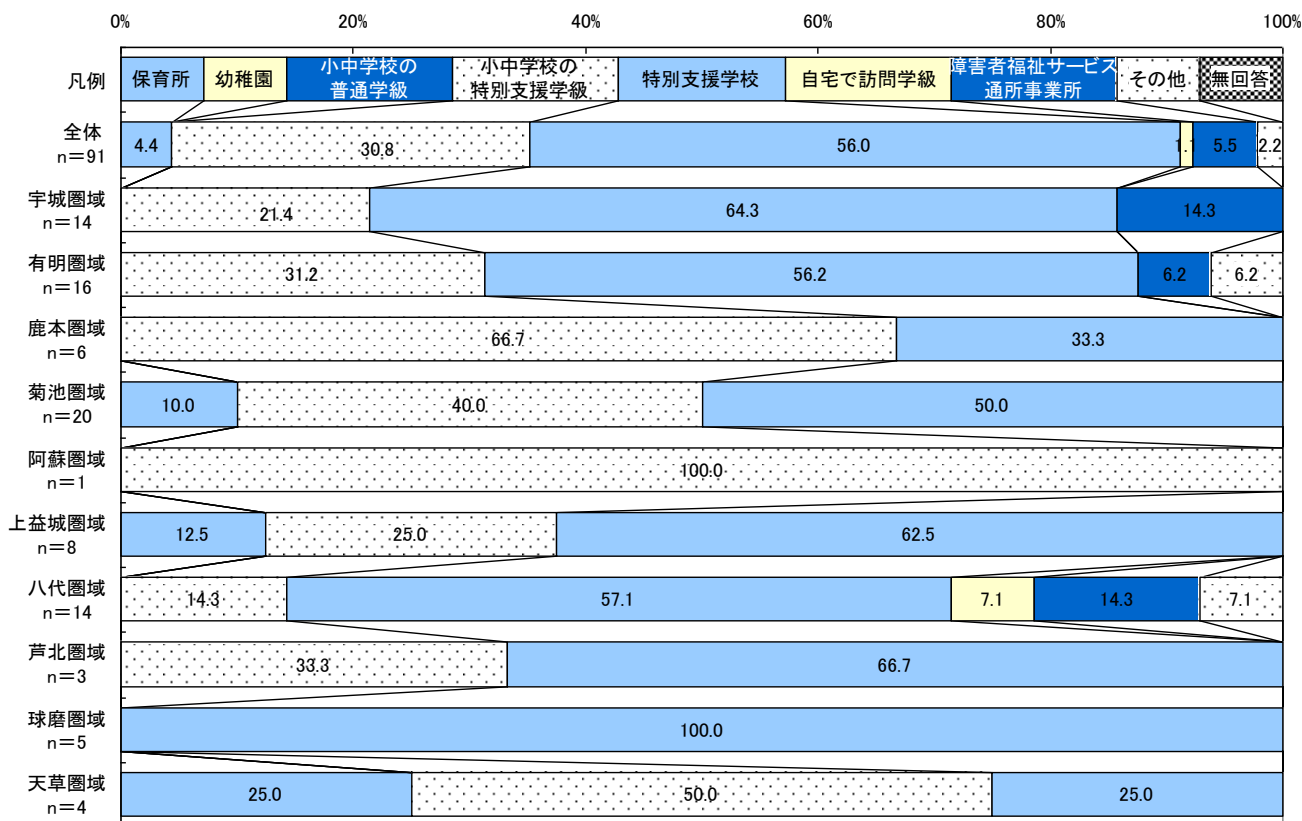 0% 20% 40% 60% 80% 100%
凡例 保育所 幼稚園 小中学校の普通学級 小中学校の特別支援学級 特別支援学校 自宅で訪問学級 障害者福祉サービス通所事業所 その他 無回答
全体
n=91
4.4 30.8 56.0 1.1 5.5 2.2
宇城圏域
n=14
21.4 64.3 14.3
有明圏域
n=16
31.2 56.2 6.2 6.2
鹿本圏域
n=6
66.7 33.3
菊池圏域
n=20
10.0 40.0 50.0
阿蘇圏域
n=1
100.0
上益城圏域
n=8
12.5 25.0 62.5
八代圏域
n=14
14.3 57.1 7.1 14.3 7.1
芦北圏域
n=3
33.3 66.7
球磨圏域
n=5
100.0
天草圏域
n=4
25.0 50.0 25.0